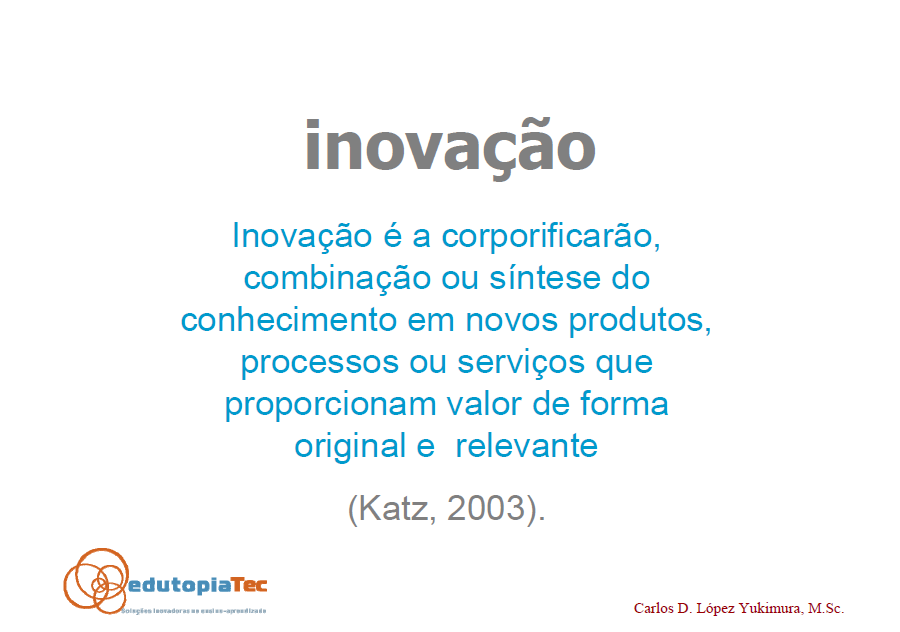 inovação
Inovação é a corporificarão,
combinação ou síntese do
conhecimento em novos produtos,
processos ou serviços que
proporcionam valor de forma
original e  relevante
(Katz, 2003).
edutopiaTec
Soluções inovadoras no ensino-aprendizado
Carlos D. López Yukimura, M.Sc.